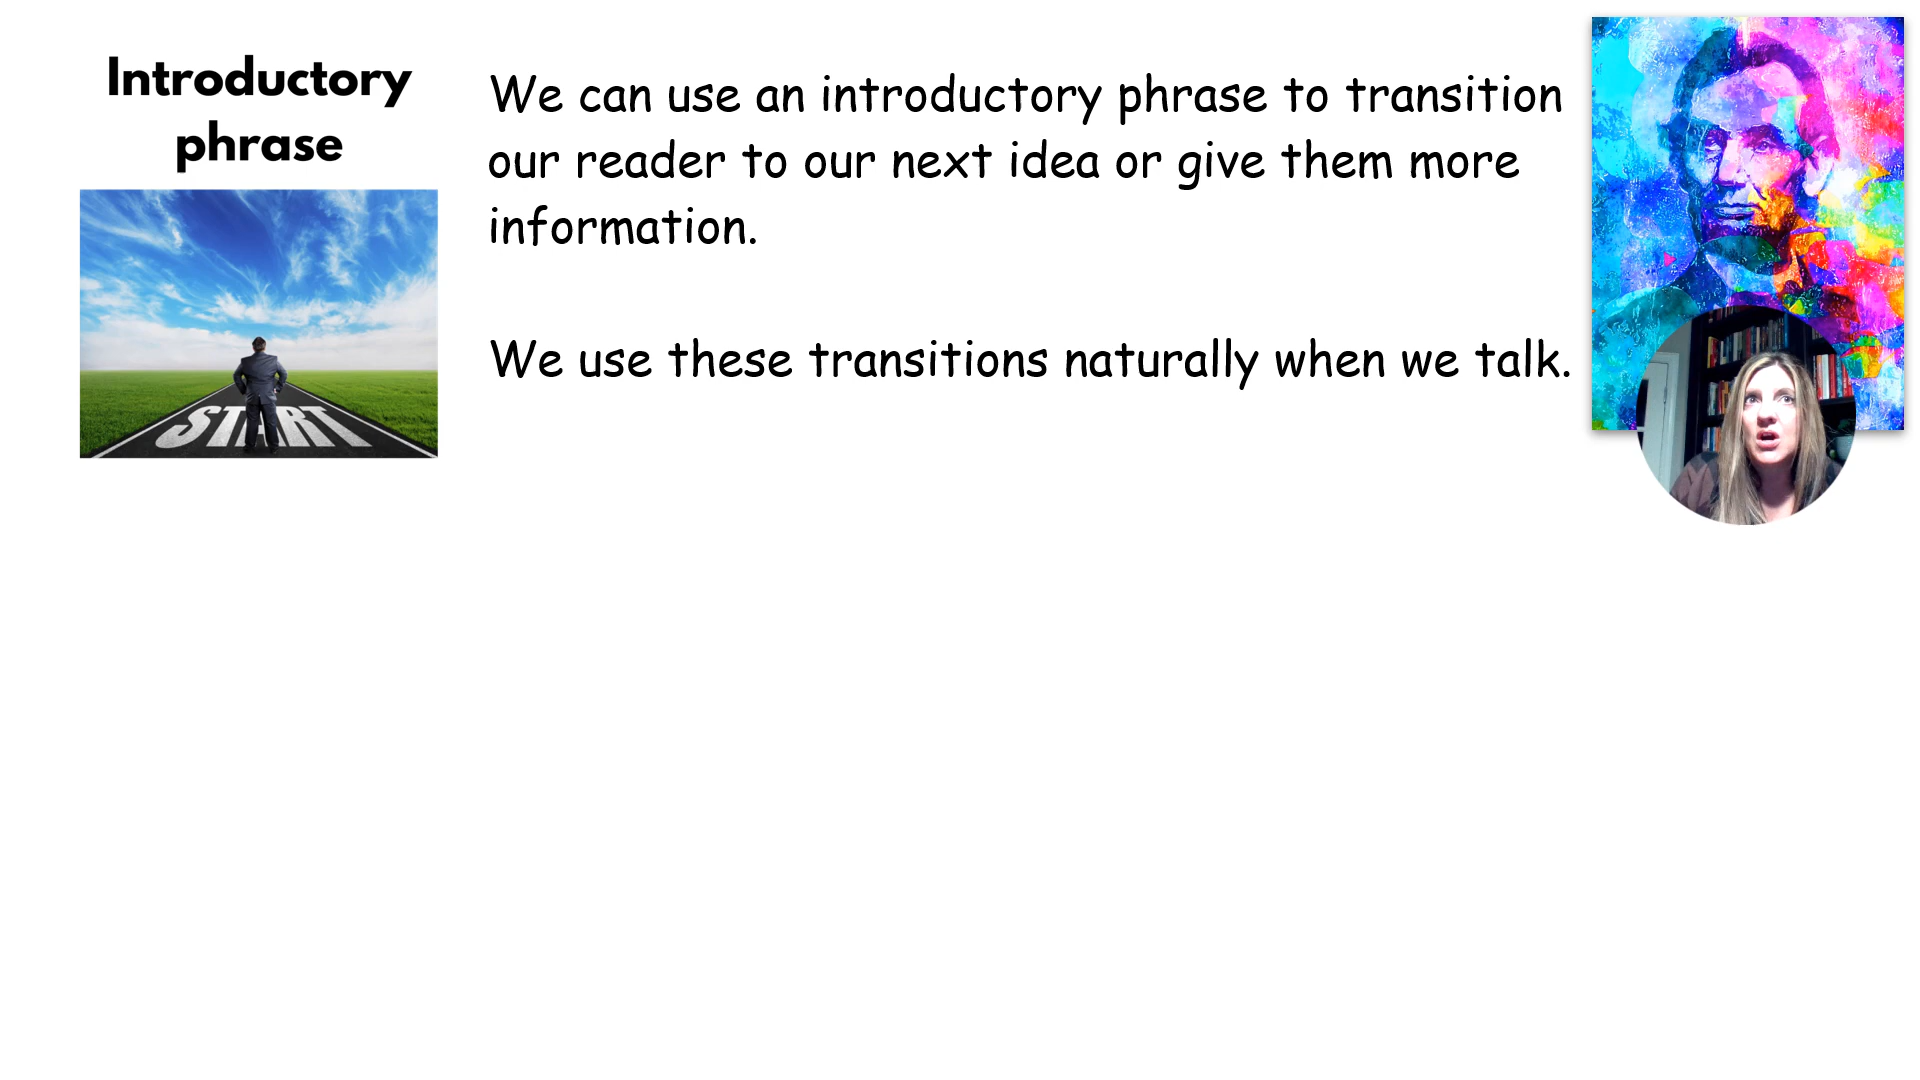 Introductory
phrase
We can use an introductory phrase to transition
our reader to our next idea or give them more
information.
We use these transitions naturally when we talk.
START